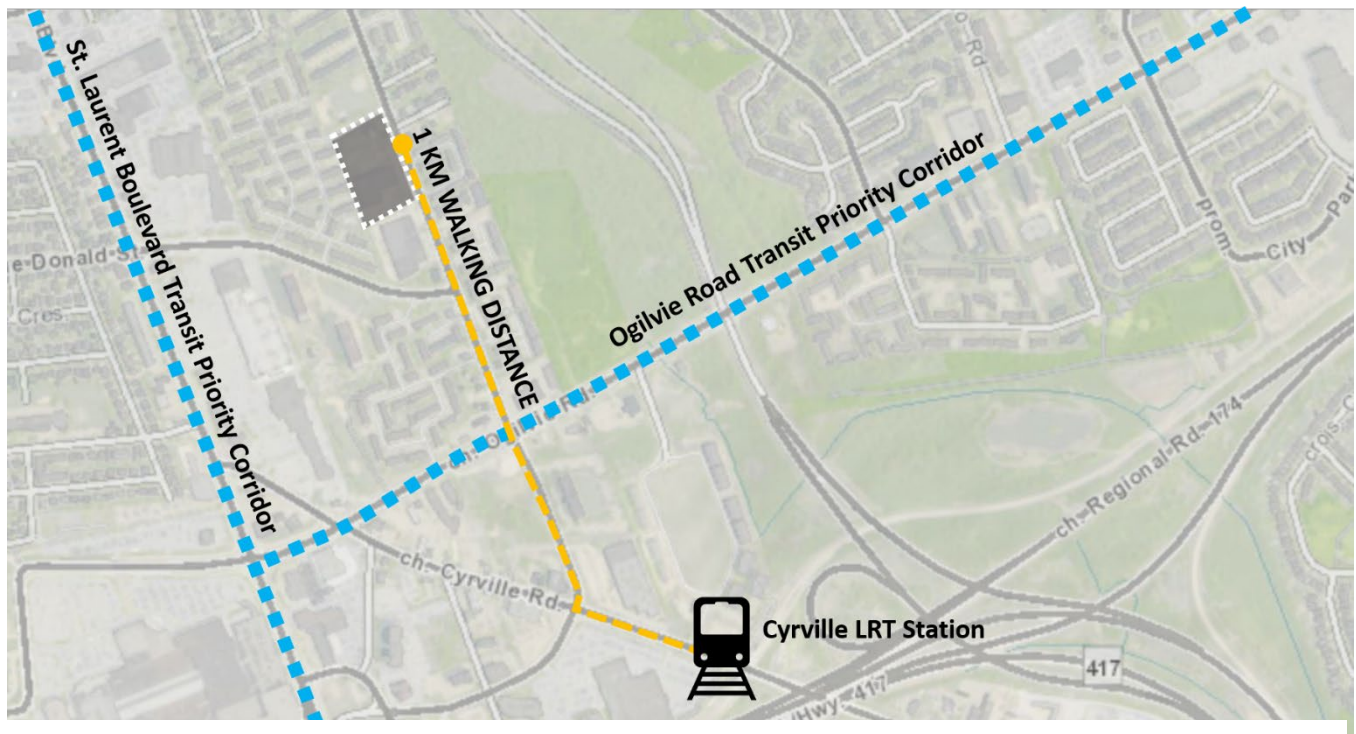 St. Laurent Boulevard Transit Priority Corridor
1 KM WALKING DISTANCE
Ogilvie Road Transit Priority Corridor
Rd
prom
City
Park
e-Donald-St
Cres
ch. Cyrville Rd.
ch. Regional Rd. 174
Cyrville LRT Station
417
Hwy. 417